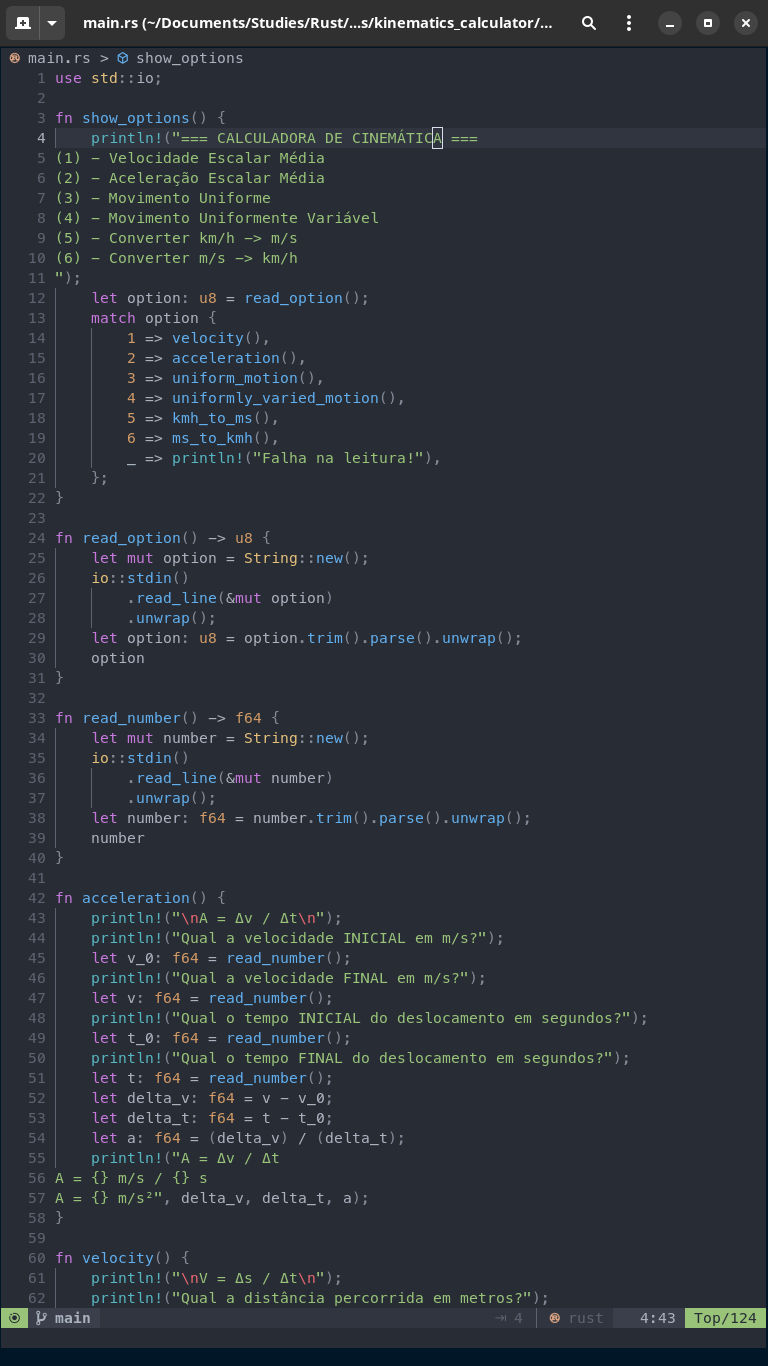 main.rs (~/Documents/Studies/Rust/...s/kinematics_calculator/...
main.rs > show_options
1 use std::io;
2
3 fn show_options() {
4     println!("=== CALCULADORA DE CINEMÁTICA ===
5 (1) - Velocidade Escalar Média
6 (2) - Aceleração Escalar Média
7 (3) - Movimento Uniforme
8 (4) - Movimento Uniformente Variável
9 (5) - Converter km/h -> m/s
10 (6) - Converter m/s -> km/h
11 ");
12     let option: u8 = read_option();
13     match option {
14         1 => velocity(),
15         2 => acceleration(),
16         3 => uniform_motion(),
17         4 => uniformly_varied_motion(),
18         5 => kmh_to_ms(),
19         6 => ms_to_kmh(),
20         _ => println!("Falha na leitura!"),
21     };
22 }
23
24 fn read_option() -> u8 {
25     let mut option = String::new();
26     io::stdin()
27         .read_line(&mut option)
28         .unwrap();
29     let option: u8 = option.trim().parse().unwrap();
30     option
31 }
32
33 fn read_number() -> f64 {
34     let mut number = String::new();
35     io::stdin()
36         .read_line(&mut number)
37         .unwrap();
38     let number: f64 = number.trim().parse().unwrap();
39     number
40 }
41
42 fn acceleration() {
43     println!("\nA = Δv / Δt\n");
44     println!("Qual a velocidade INICIAL em m/s?");
45     let v_0: f64 = read_number();
46     println!("Qual a velocidade FINAL em m/s?");
47     let v: f64 = read_number();
48     println!("Qual o tempo INICIAL do deslocamento em segundos?");
49     let t_0: f64 = read_number();
50     println!("Qual o tempo FINAL do deslocamento em segundos?");
51     let t: f64 = read_number();
52     let delta_v: f64 = v - v_0;
53     let delta_t: f64 = t - t_0;
54     let a: f64 = (delta_v) / (delta_t);
55     println!("A = Δv / Δt
56 A = {} m/s / {} s
57 A = {} m/s²", delta_v, delta_t, a);
58 }
59
60 fn velocity() {
61     println!("\nV = Δs / Δt\n");
62     println!("Qual a distância percorrida em metros?");
main ⇥ 4 rust 4:43 Top/124